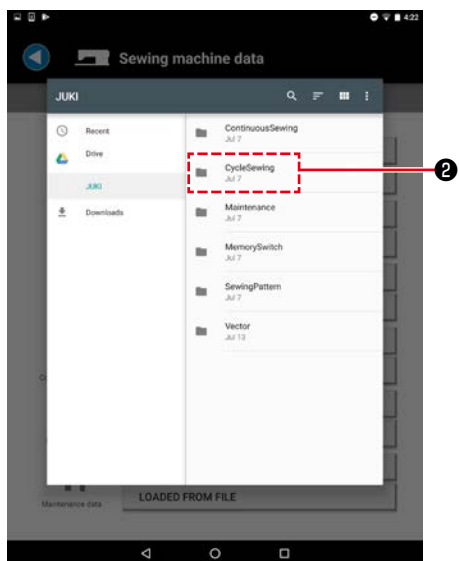 4:22
Sewing machine data
JUKI
Recent
Drive
JUKI
Downloads
ContinuousSewing
Jul 7
CycleSewing
Jul 7
Maintenance
Jul 7
MemorySwitch
Jul 7
SewingPattern
Jul 7
Vector
Jul 13
❷
Maintenance data
LOADED FROM FILE